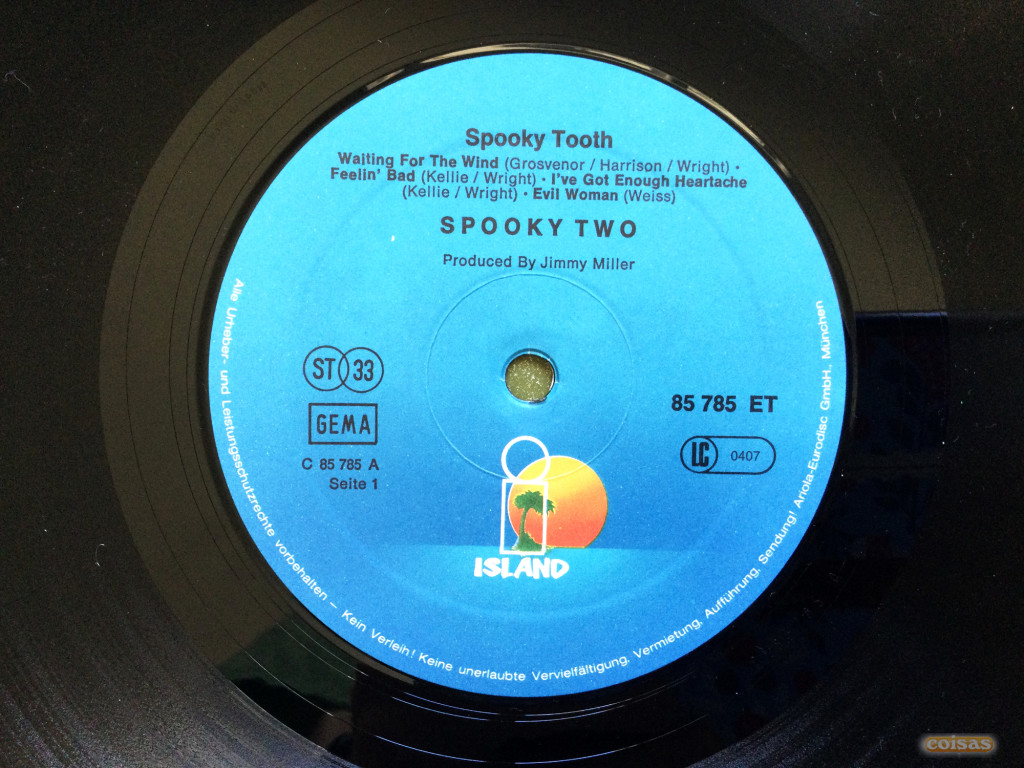 Spooky Tooth
Waiting For The Wind (Grosvenor / Harrison / Wright) •
Feelin' Bad (Kellie / Wright) • I've Got Enough Heartache
(Kellie / Wright) • Evil Woman (Weiss)
SPOOKY TWO
Produced By Jimmy Miller
ST 33
GEMA
C 85 785 A
Seite 1
85 785 ET
LC 0407
ISLAND
Alle Urheber- und Leistungsschutzrechte vorbehalten – Kein Verleih! Keine unerlaubte Vervielfältigung, Vermietung, Aufführung, Sendung! Ariola-Eurodisc GmbH., München
coisas